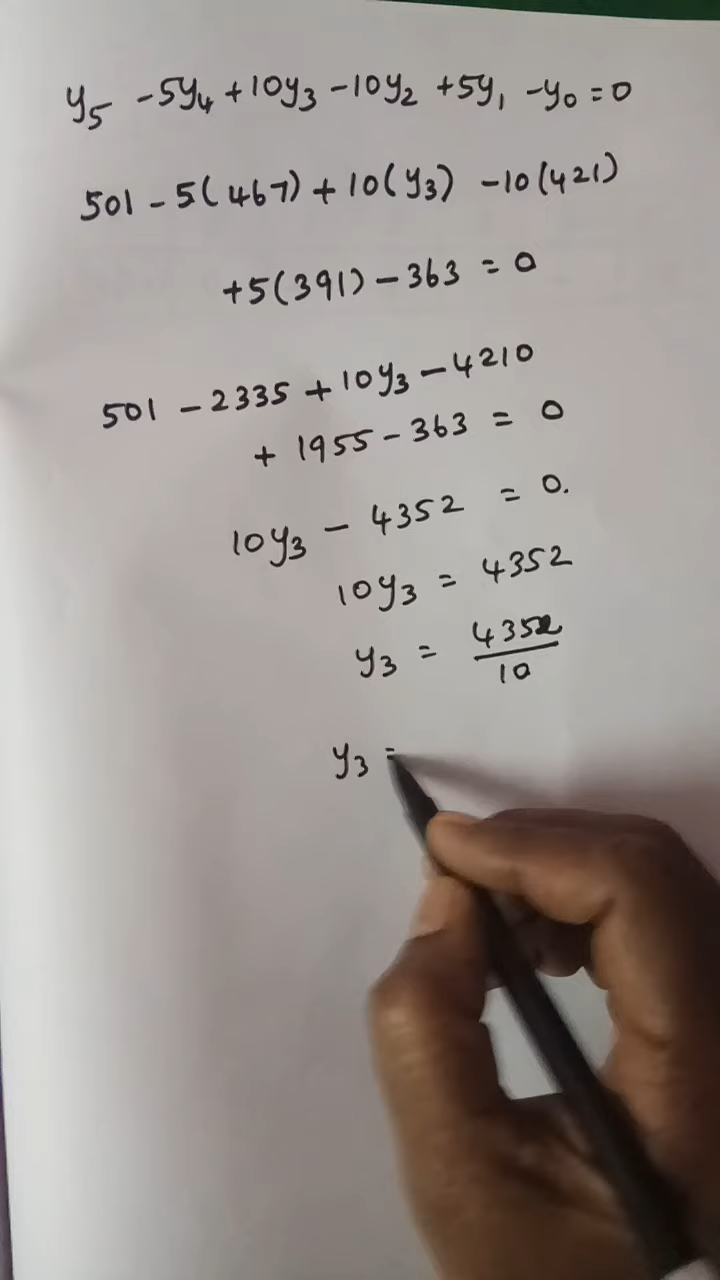 y₅ -5y₄ +10y₃ -10y₂ +5y₁ -y₀ = 0
501 - 5(467) + 10(y₃) - 10(421)
+5(391) - 363 = 0
501 - 2335 + 10y₃ - 4210
+ 1955 - 363 = 0
10y₃ - 4352 = 0.
10y₃ = 4352
y₃ = 4352/10
y₃ =